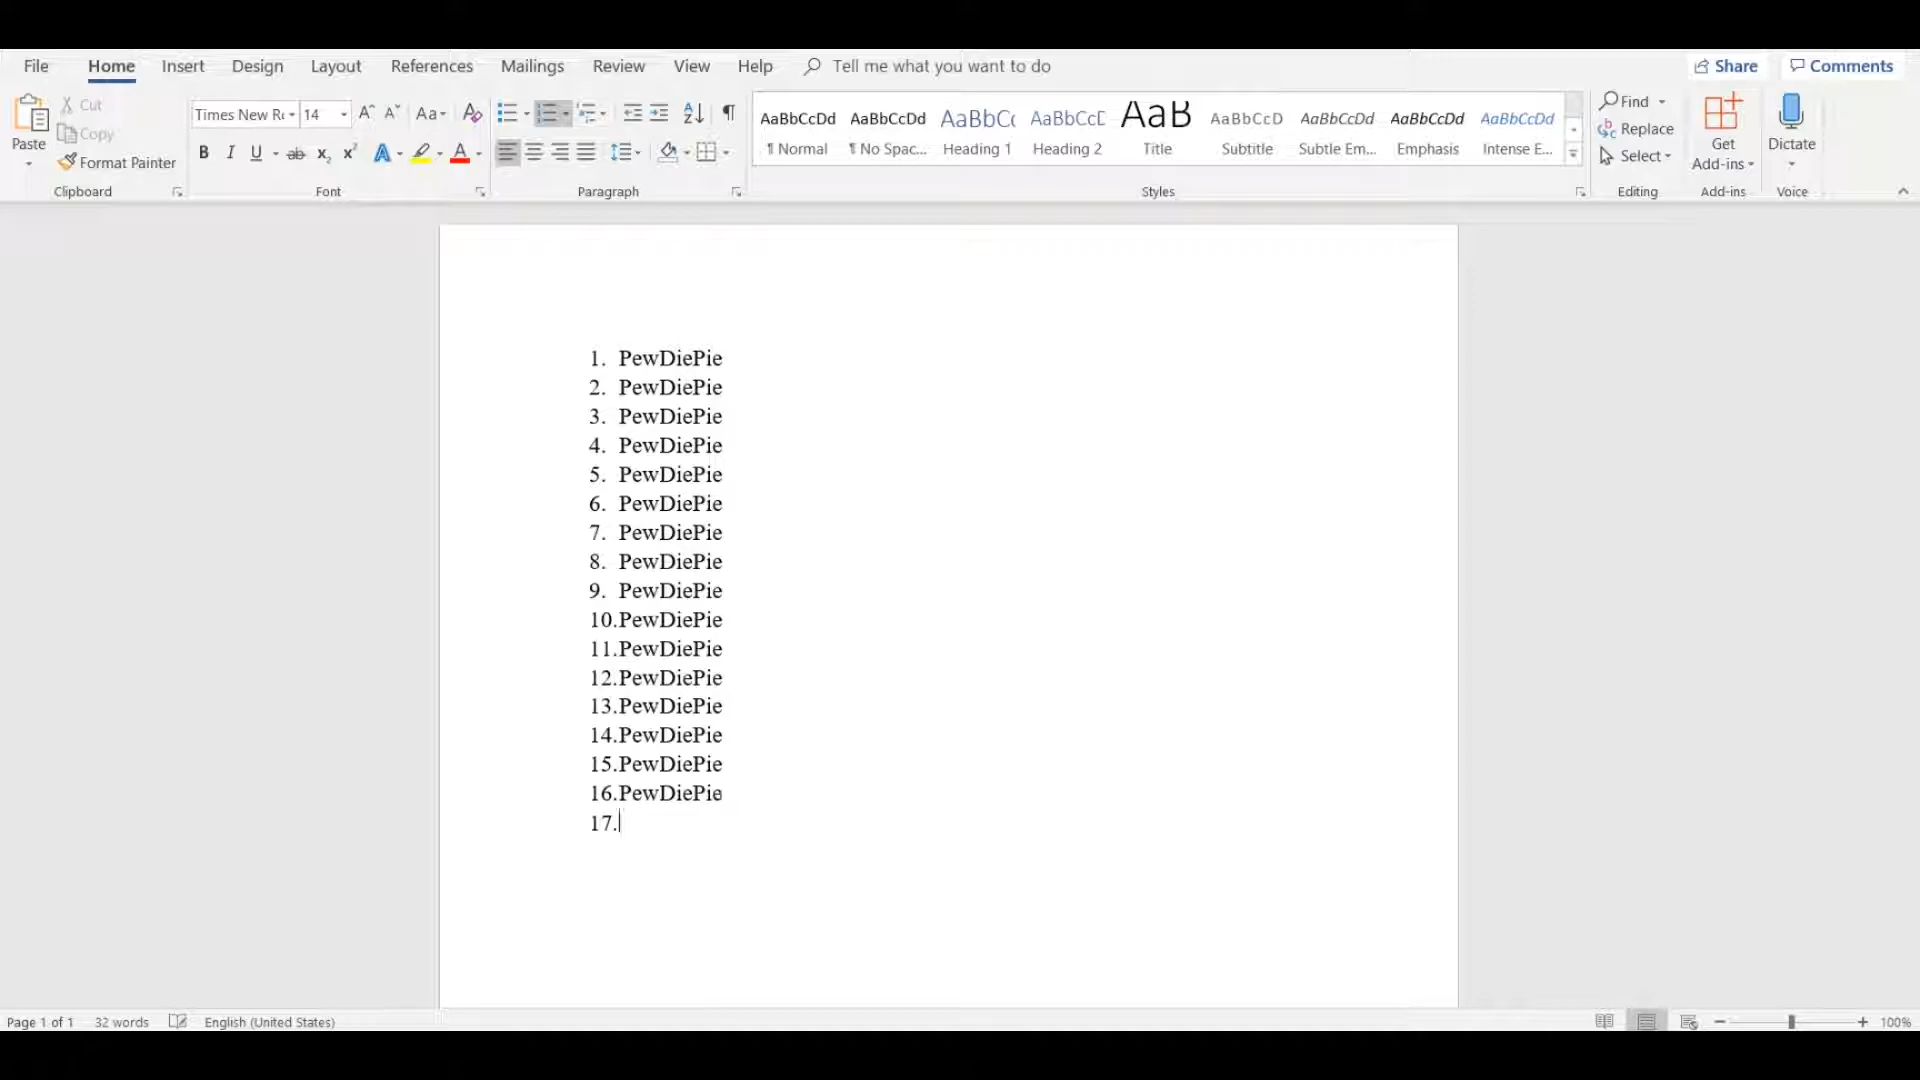 File Home Insert Design Layout References Mailings Review View Help Tell me what you want to do Share Comments
Paste Cut Copy Format Painter Clipboard
Times New R 14 Aa A
B I U ab x₂ x² A A
Font
Paragraph
AaBbCcDd AaBbCcDd AaBbC AaBbCcD AaB AaBbCcD AaBbCcDd AaBbCcDd AaBbCcDd
¶ Normal ¶ No Spac... Heading 1 Heading 2 Title Subtitle Subtle Em... Emphasis Intense E...
Styles
Find
Replace
Select
Editing
Get
Add-ins
Add-ins
Dictate
Voice
1. PewDiePie
2. PewDiePie
3. PewDiePie
4. PewDiePie
5. PewDiePie
6. PewDiePie
7. PewDiePie
8. PewDiePie
9. PewDiePie
10.PewDiePie
11.PewDiePie
12.PewDiePie
13.PewDiePie
14.PewDiePie
15.PewDiePie
16.PewDiePie
17.
Page 1 of 1 32 words English (United States) 100%